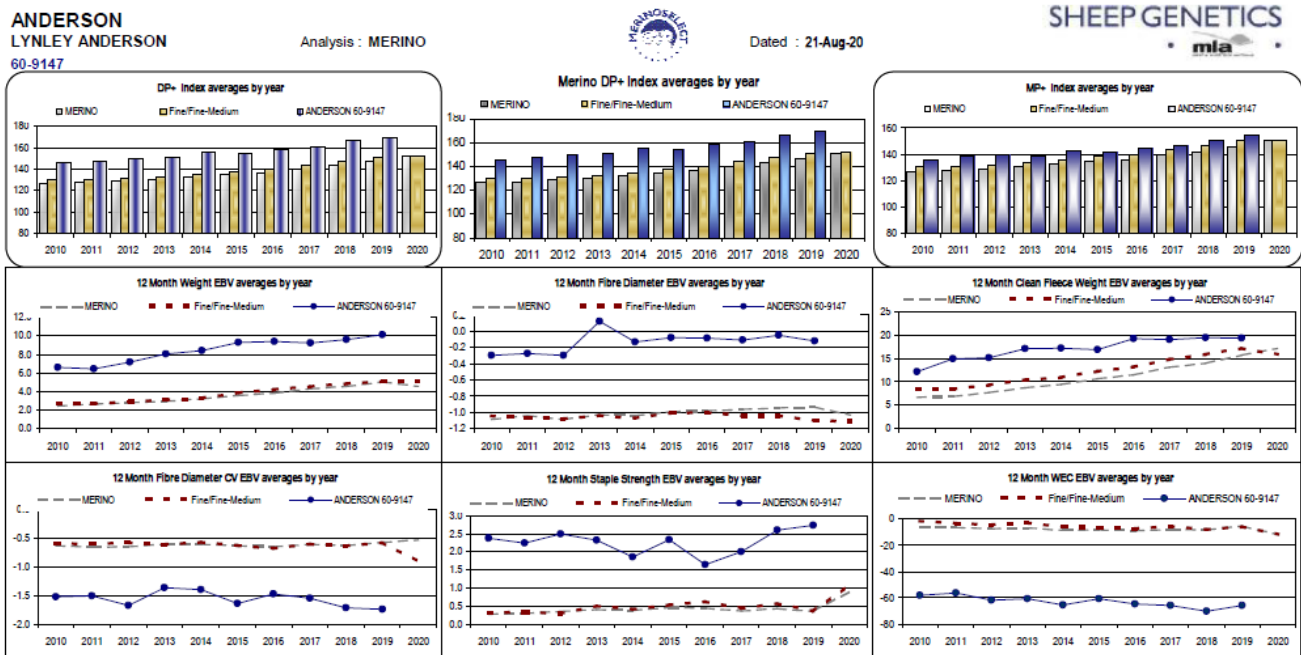 ANDERSON
LYNLEY ANDERSON
60-9147
Analysis : MERINO
MERINOSELECT
Dated : 21-Aug-20
SHEEP GENETICS
mla
DP+ Index averages by year
MERINO Fine/Fine-Medium ANDERSON 60-9147
180
160
140
120
100
80
2010 2011 2012 2013 2014 2015 2016 2017 2018 2019 2020
Merino DP+ Index averages by year
MERINO Fine/Fine-Medium ANDERSON 60-9147
180
160
140
120
100
80
2010 2011 2012 2013 2014 2015 2016 2017 2018 2019 2020
MP+ Index averages by year
MERINO Fine/Fine-Medium ANDERSON 60-9147
160
140
120
100
80
2010 2011 2012 2013 2014 2015 2016 2017 2018 2019 2020
12 Month Weight EBV averages by year
MERINO Fine/Fine-Medium ANDERSON 60-9147
12.0
10.0
8.0
6.0
4.0
2.0
0.0
2010 2011 2012 2013 2014 2015 2016 2017 2018 2019 2020
12 Month Fibre Diameter EBV averages by year
MERINO Fine/Fine-Medium ANDERSON 60-9147
0.2
0.0
-0.2
-0.4
-0.6
-0.8
-1.0
-1.2
2010 2011 2012 2013 2014 2015 2016 2017 2018 2019 2020
12 Month Clean Fleece Weight EBV averages by year
MERINO Fine/Fine-Medium ANDERSON 60-9147
25
20
15
10
5
0
2010 2011 2012 2013 2014 2015 2016 2017 2018 2019 2020
12 Month Fibre Diameter CV EBV averages by year
MERINO Fine/Fine-Medium ANDERSON 60-9147
-0.5
-1.0
-1.5
-2.0
2010 2011 2012 2013 2014 2015 2016 2017 2018 2019 2020
12 Month Staple Strength EBV averages by year
MERINO Fine/Fine-Medium ANDERSON 60-9147
3.0
2.5
2.0
1.5
1.0
0.5
0.0
2010 2011 2012 2013 2014 2015 2016 2017 2018 2019 2020
12 Month WEC EBV averages by year
MERINO Fine/Fine-Medium ANDERSON 60-9147
0
-20
-40
-60
-80
2010 2011 2012 2013 2014 2015 2016 2017 2018 2019 2020